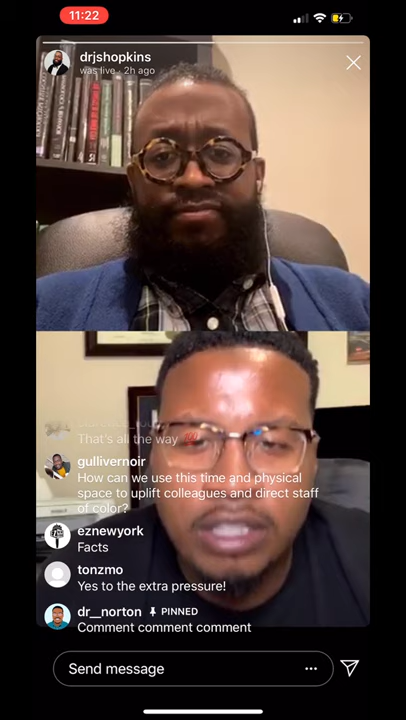 11:22
drjshopkins
was live · 2h ago
That's all the way 💯
gullivernoir
How can we use this time and physical
space to uplift colleagues and direct staff
of color?
eznewyork
Facts
tonzmo
Yes to the extra pressure!
dr__norton PINNED
Comment comment comment
Send message